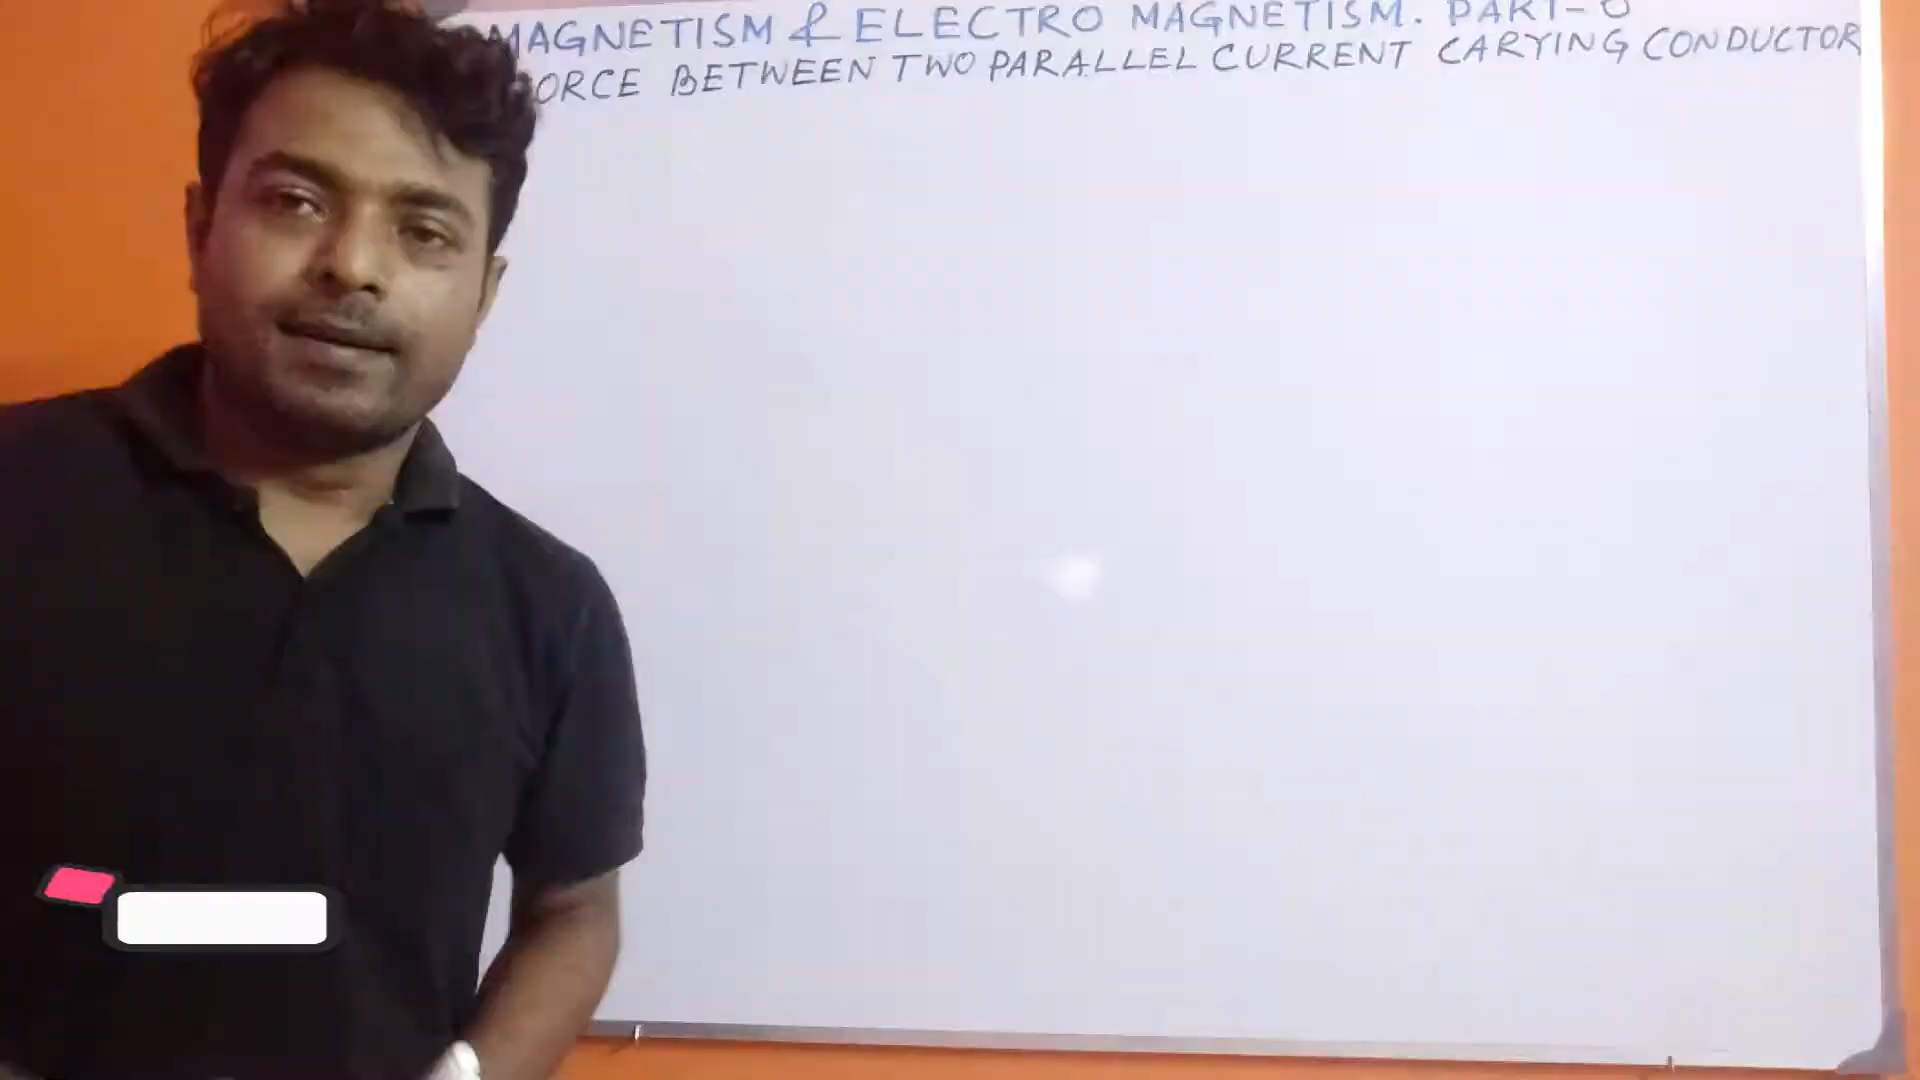 MAGNETISM & ELECTRO MAGNETISM. PART-
ORCE BETWEEN TWO PARALLEL CURRENT CARYING CONDUCTOR